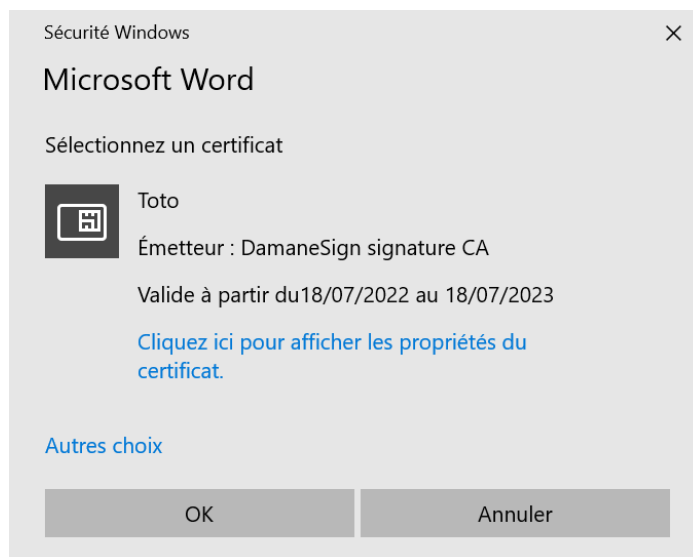 Sécurité Windows
Microsoft Word
Sélectionnez un certificat
Toto
Émetteur : DamaneSign signature CA
Valide à partir du18/07/2022 au 18/07/2023
Cliquez ici pour afficher les propriétés du
certificat.
Autres choix
OK
Annuler